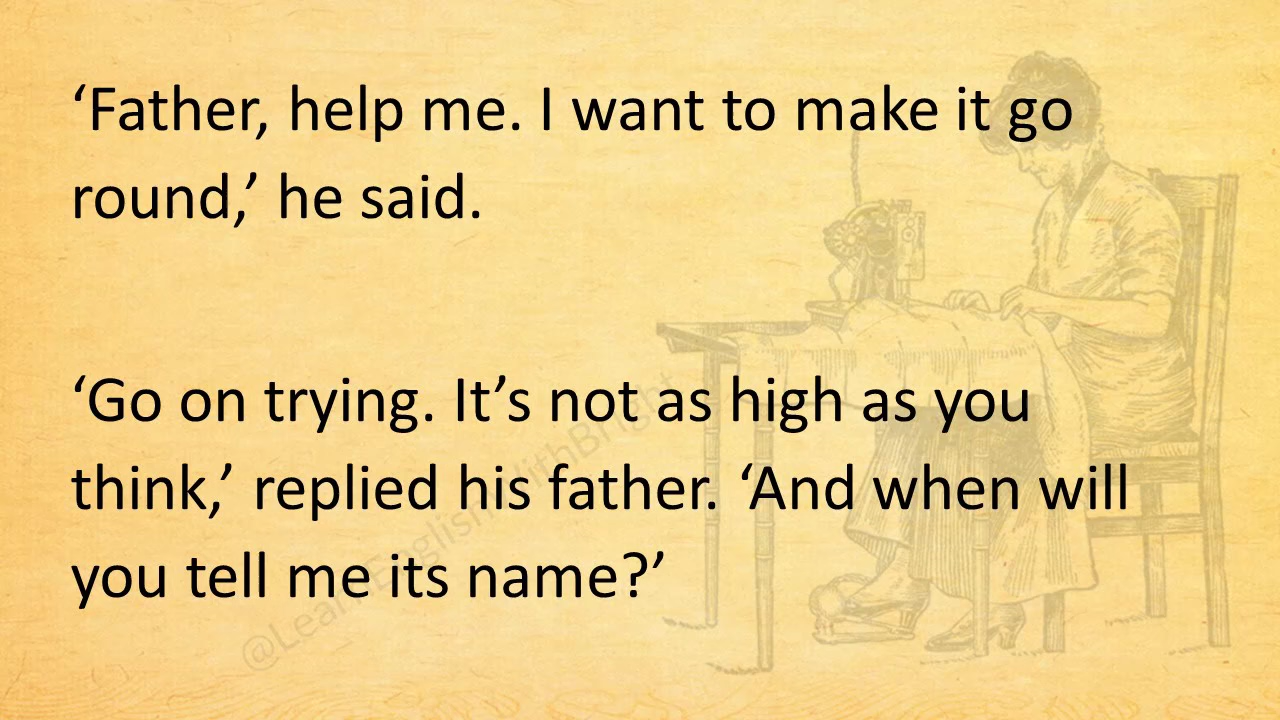 ‘Father, help me. I want to make it go
round,’ he said.
‘Go on trying. It’s not as high as you
think,’ replied his father. ‘And when will
you tell me its name?’
@LearnEnglishWithBright